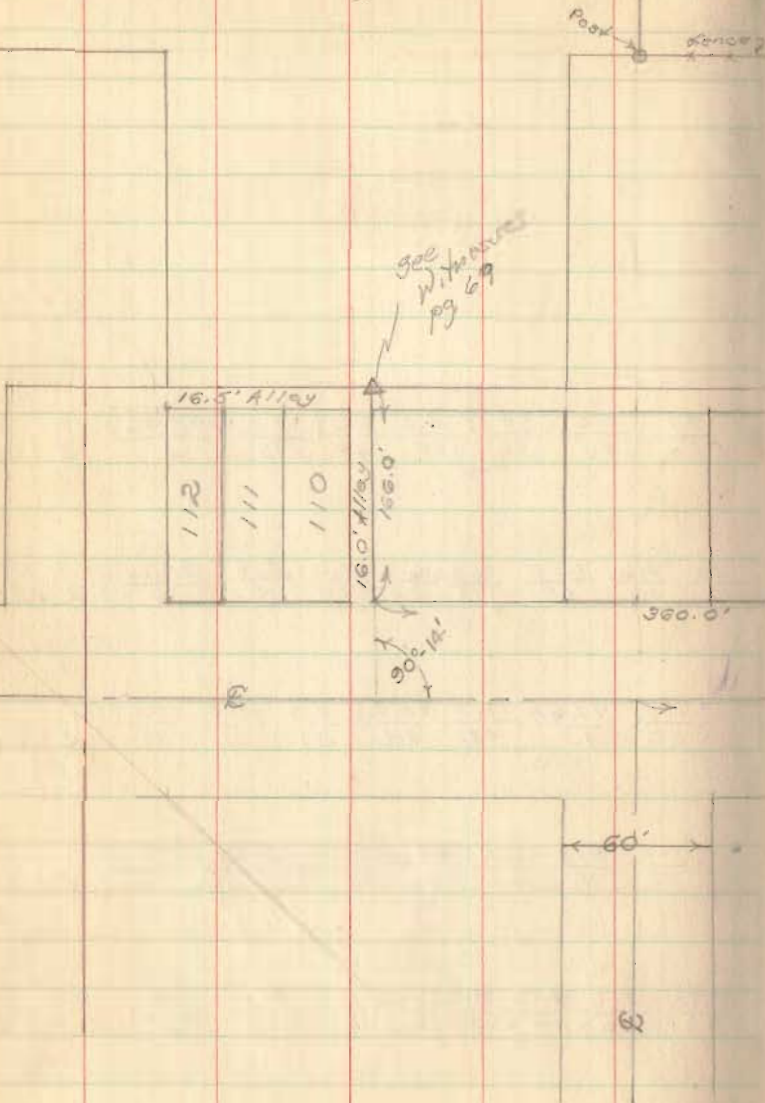 Post
Fence
See
Witnesses
pg 69
16.5' Alley
112
111
110
16.0' Alley
166.0'
360.0'
90°-14'
℄
60'
℄